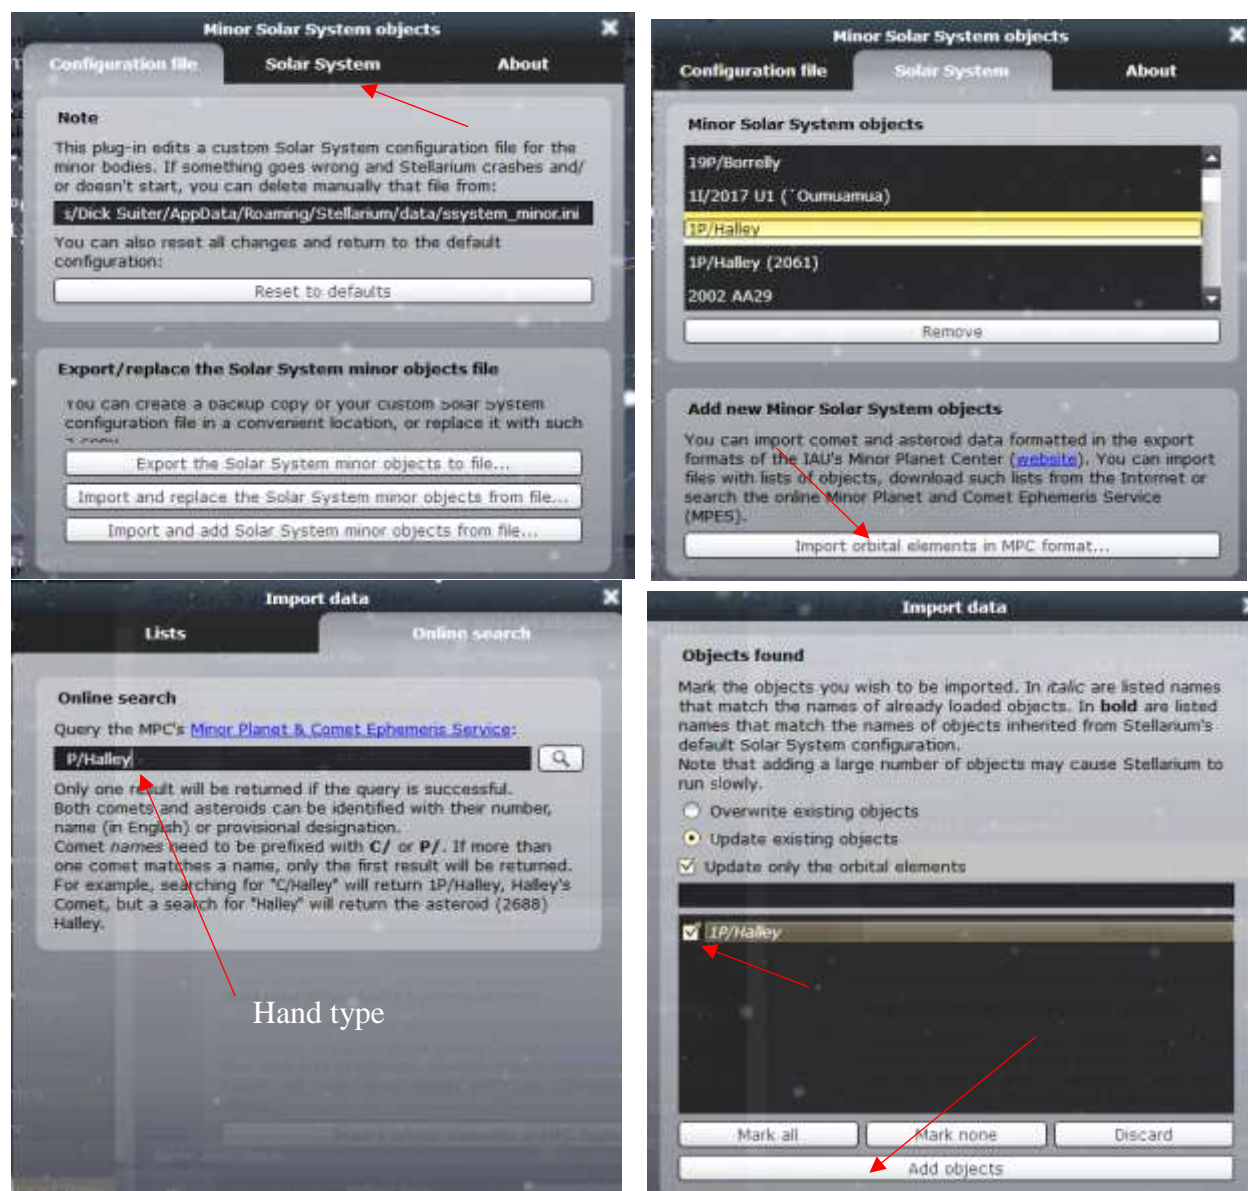 Minor Solar System objects
Configuration file Solar System About
Note
This plug-in edits a custom Solar System configuration file for the
minor bodies. If something goes wrong and Stellarium crashes and/
or doesn't start, you can delete manually that file from:
s/Dick Suiter/AppData/Roaming/Stellarium/data/ssystem_minor.ini
You can also reset all changes and return to the default
configuration:
Reset to defaults
Export/replace the Solar System minor objects file
You can create a backup copy of your custom Solar System
configuration file in a convenient location, or replace it with such
a copy
Export the Solar System minor objects to file...
Import and replace the Solar System minor objects from file...
Import and add Solar System minor objects from file...
Minor Solar System objects
Configuration file Solar System About
Minor Solar System objects
19P/Borrelly
1I/2017 U1 (`Oumuamua)
1P/Halley
1P/Halley (2061)
2002 AA29
Remove
Add new Minor Solar System objects
You can import comet and asteroid data formatted in the export
formats of the IAU's Minor Planet Center (website). You can import
files with lists of objects, download such lists from the Internet or
search the online Minor Planet and Comet Ephemeris Service
(MPES).
Import orbital elements in MPC format...
Import data
Lists Online search
Online search
Query the MPC's Minor Planet & Comet Ephemeris Service:
P/Halley
Only one result will be returned if the query is successful.
Both comets and asteroids can be identified with their number,
name (in English) or provisional designation.
Comet names need to be prefixed with C/ or P/. If more than
one comet matches a name, only the first result will be returned.
For example, searching for "C/Halley" will return 1P/Halley, Halley's
Comet, but a search for "Halley" will return the asteroid (2688)
Halley.
Hand type
Import data
Objects found
Mark the objects you wish to be imported. In italic are listed names
that match the names of already loaded objects. In bold are listed
names that match the names of objects inherited from Stellarium's
default Solar System configuration.
Note that adding a large number of objects may cause Stellarium to
run slowly.
Overwrite existing objects
Update existing objects
Update only the orbital elements
1P/Halley
Mark all Mark none Discard
Add objects